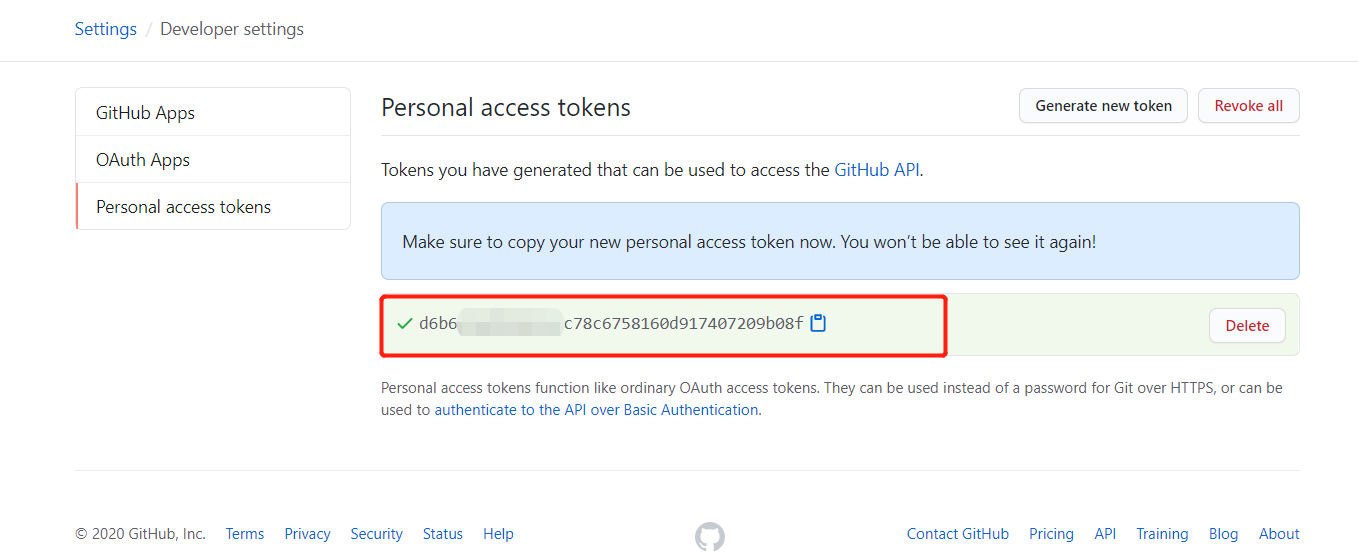 Settings / Developer settings
GitHub Apps
OAuth Apps
Personal access tokens
Personal access tokens
Generate new token
Revoke all
Tokens you have generated that can be used to access the GitHub API.
Make sure to copy your new personal access token now. You won’t be able to see it again!
d6b6 c78c6758160d917407209b08f
Delete
Personal access tokens function like ordinary OAuth access tokens. They can be used instead of a password for Git over HTTPS, or can be
used to authenticate to the API over Basic Authentication.
© 2020 GitHub, Inc. Terms Privacy Security Status Help Contact GitHub Pricing API Training Blog About